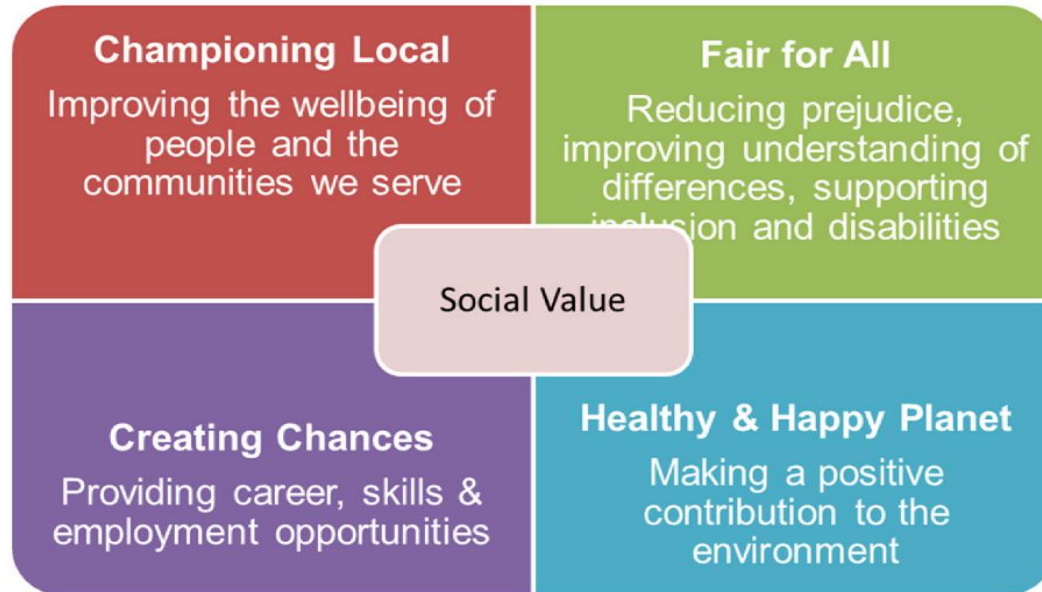 Championing Local
Improving the wellbeing of
people and the
communities we serve
Fair for All
Reducing prejudice,
improving understanding of
differences, supporting
inclusion and disabilities
Social Value
Creating Chances
Providing career, skills &
employment opportunities
Healthy & Happy Planet
Making a positive
contribution to the
environment